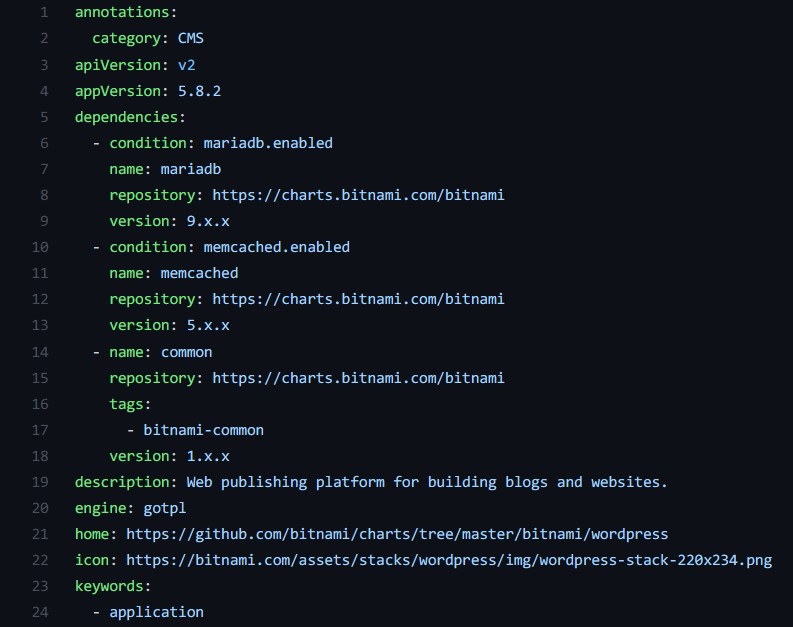 1 annotations:
2   category: CMS
3 apiVersion: v2
4 appVersion: 5.8.2
5 dependencies:
6   - condition: mariadb.enabled
7     name: mariadb
8     repository: https://charts.bitnami.com/bitnami
9     version: 9.x.x
10   - condition: memcached.enabled
11     name: memcached
12     repository: https://charts.bitnami.com/bitnami
13     version: 5.x.x
14   - name: common
15     repository: https://charts.bitnami.com/bitnami
16     tags:
17       - bitnami-common
18     version: 1.x.x
19 description: Web publishing platform for building blogs and websites.
20 engine: gotpl
21 home: https://github.com/bitnami/charts/tree/master/bitnami/wordpress
22 icon: https://bitnami.com/assets/stacks/wordpress/img/wordpress-stack-220x234.png
23 keywords:
24   - application